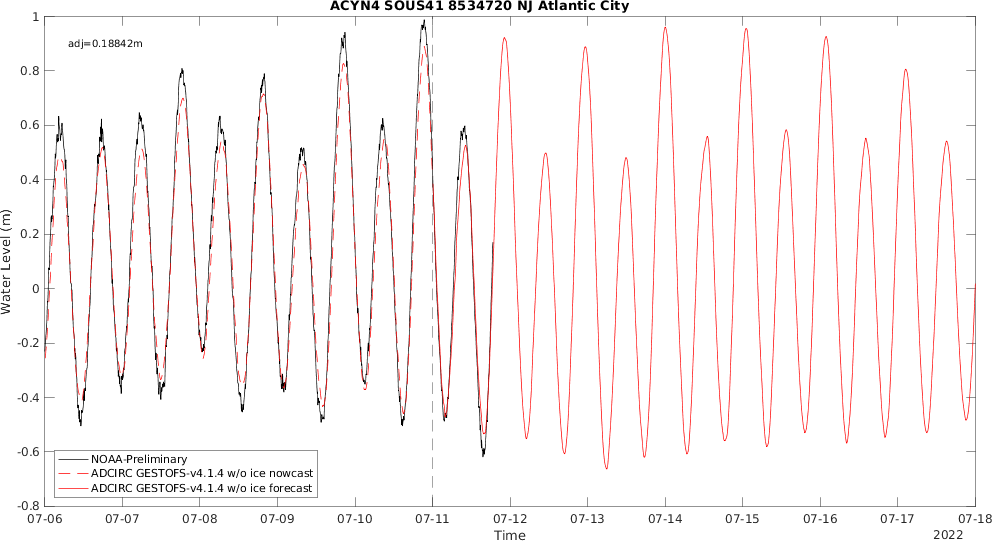 ACYN4 SOUS41 8534720 NJ Atlantic City
adj=0.18842m
Water Level (m)
1
0.8
0.6
0.4
0.2
0
-0.2
-0.4
-0.6
-0.8
NOAA-Preliminary
ADCIRC GESTOFS-v4.1.4 w/o ice nowcast
ADCIRC GESTOFS-v4.1.4 w/o ice forecast
07-06 07-07 07-08 07-09 07-10 07-11 07-12 07-13 07-14 07-15 07-16 07-17 07-18
Time
2022